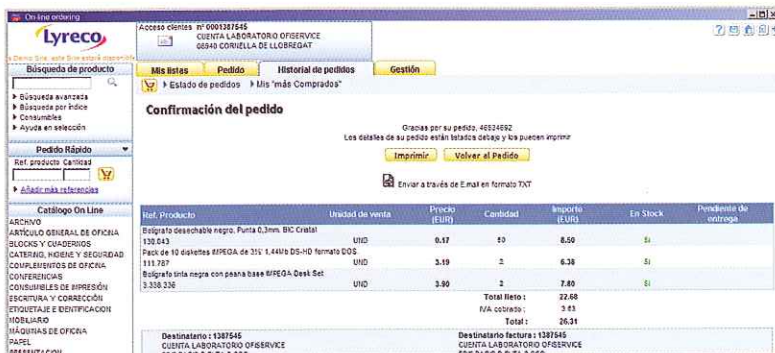 On-line ordering
Lyreco
Acceso clientes nº 0001387545
CUENTA LABORATORIO OFISERVICE
08940 CORNELLA DE LLOBREGAT
Búsqueda de producto
Búsqueda avanzada
Búsqueda por índice
Consumibles
Ayuda en selección
Pedido Rápido
Ref. producto Cantidad
Añadir más referencias
Catálogo On Line
ARCHIVO
ARTÍCULO GENERAL DE OFICINA
BLOCKS Y CUADERNOS
CATERING, HIGIENE Y SEGURIDAD
COMPLEMENTOS DE OFICINA
CONFERENCIAS
CONSUMIBLES DE IMPRESIÓN
ESCRITURA Y CORRECCIÓN
ETIQUETAJE E IDENTIFICACION
MOBILIARIO
MÁQUINAS DE OFICINA
PAPEL
PRESENTACION
Mis listas Pedido Historial de pedidos Gestión
Estado de pedidos Mis "más Comprados"
Confirmación del pedido
Gracias por su pedido, 46534692
Los detalles de su pedido están listados debajo y los pueden imprimir
Imprimir Volver al Pedido
Enviar a través de E.mail en formato TXT
Ref. Producto Unidad de venta Precio (EUR) Cantidad Importe (EUR) En Stock Pendiente de entrega
Bolígrafo desechable negro. Punta 0,3mm. BIC Cristal
130.043 UND 0.17 50 8.50 Si
Pack de 10 diskettes IMPEGA de 3½' 1,44Mb DS-HD formato DOS
111.787 UND 3.19 2 6.38 Si
Bolígrafo tinta negra con peana base IMPEGA Desk Set
3.338.236 UND 3.90 2 7.80 Si
Total Neto : 22.68
IVA cobrado : 3.63
Total : 26.31
Destinatario : 1387545 Destinatario factura : 1387545
CUENTA LABORATORIO OFISERVICE CUENTA LABORATORIO OFISERVICE